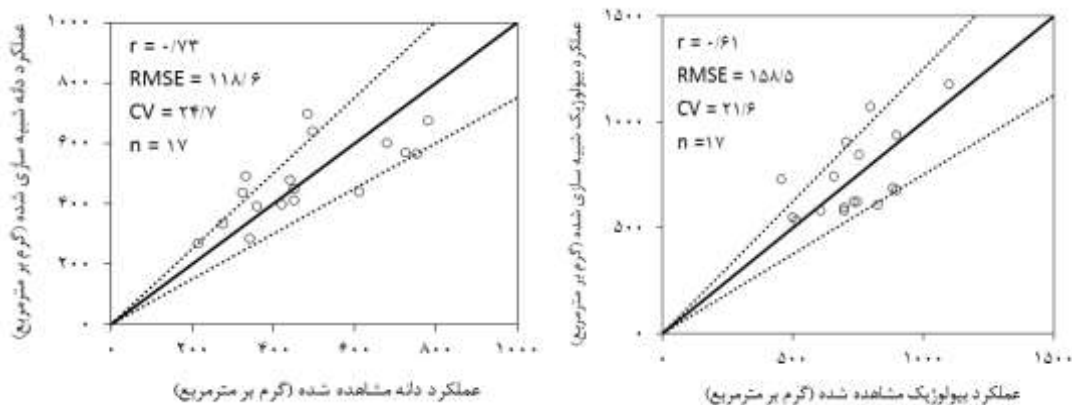 عملکرد دانه شبیه سازی شده (گرم بر مترمربع)
۱۰۰۰
۸۰۰
۶۰۰
۴۰۰
۲۰۰
۰
r = ۰/۷۳
RMSE = ۱۱۸/۶
CV = ۲۴/۷
n = ۱۷
۰ ۲۰۰ ۴۰۰ ۶۰۰ ۸۰۰ ۱۰۰۰
عملکرد دانه مشاهده شده (گرم بر مترمربع)
عملکرد بیولوژیک شبیه سازی شده (گرم بر مترمربع)
۱۵۰۰
۱۰۰۰
۵۰۰
۰
r = ۰/۶۱
RMSE = ۱۵۸/۵
CV = ۲۱/۶
n =۱۷
۰ ۵۰۰ ۱۰۰۰ ۱۵۰۰
عملکرد بیولوژیک مشاهده شده (گرم بر مترمربع)